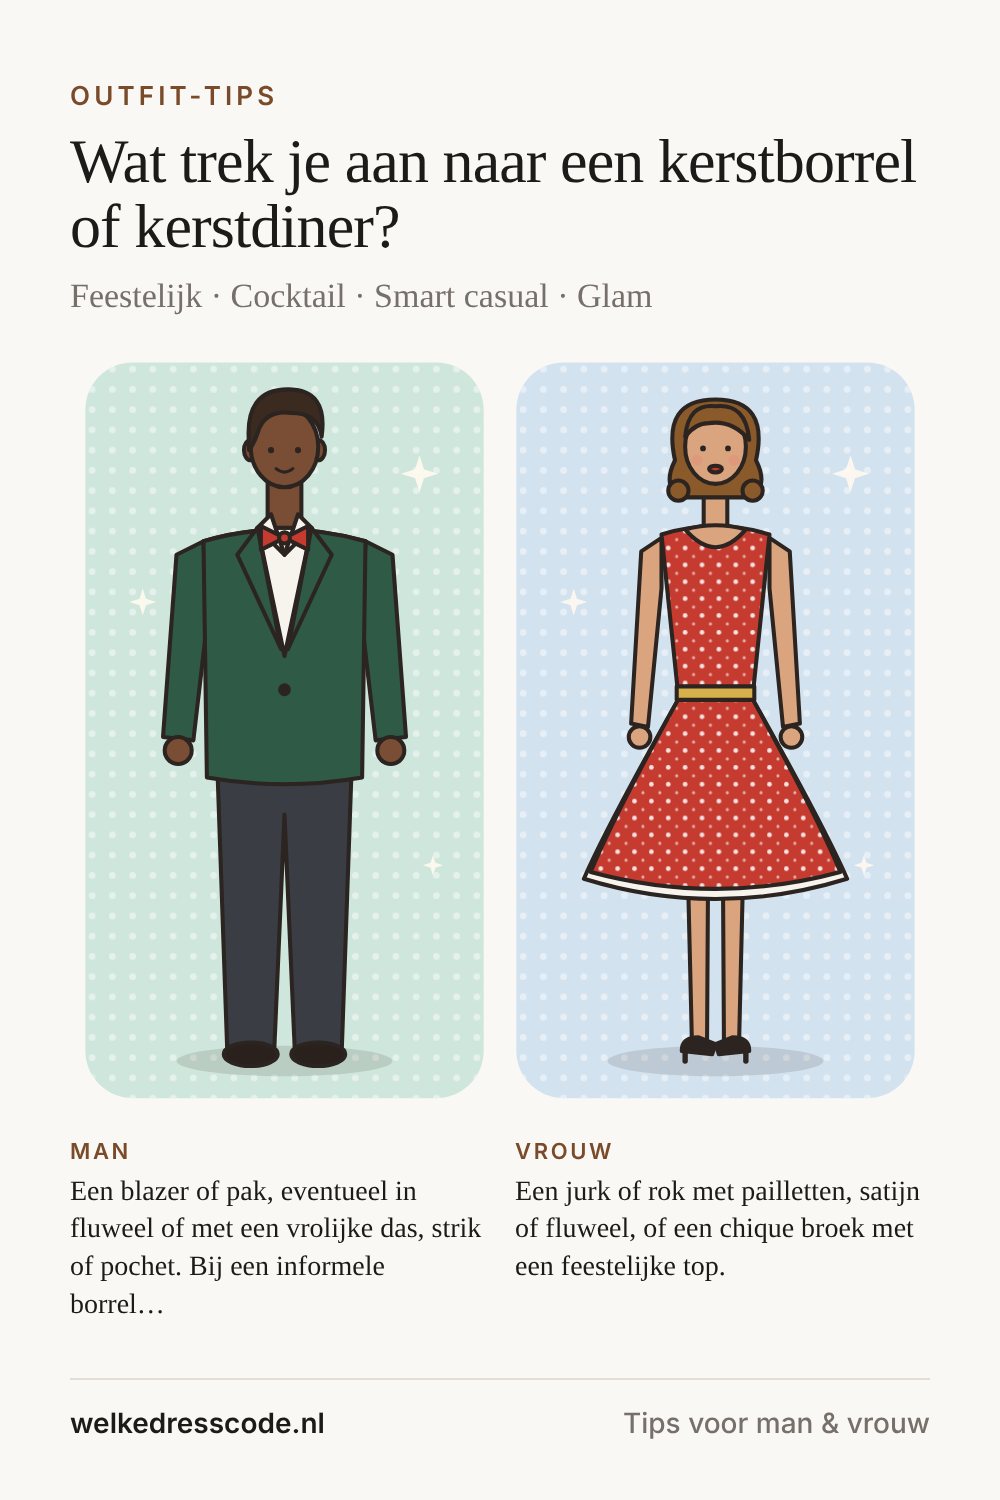 OUTFIT-TIPS
Wat trek je aan naar een kerstborrel
of kerstdiner?
Feestelijk · Cocktail · Smart casual · Glam
MAN
Een blazer of pak, eventueel in
fluweel of met een vrolijke das, strik
of pochet. Bij een informele
borrel…
VROUW
Een jurk of rok met pailletten, satijn
of fluweel, of een chique broek met
een feestelijke top.
welkedresscode.nl
Tips voor man & vrouw